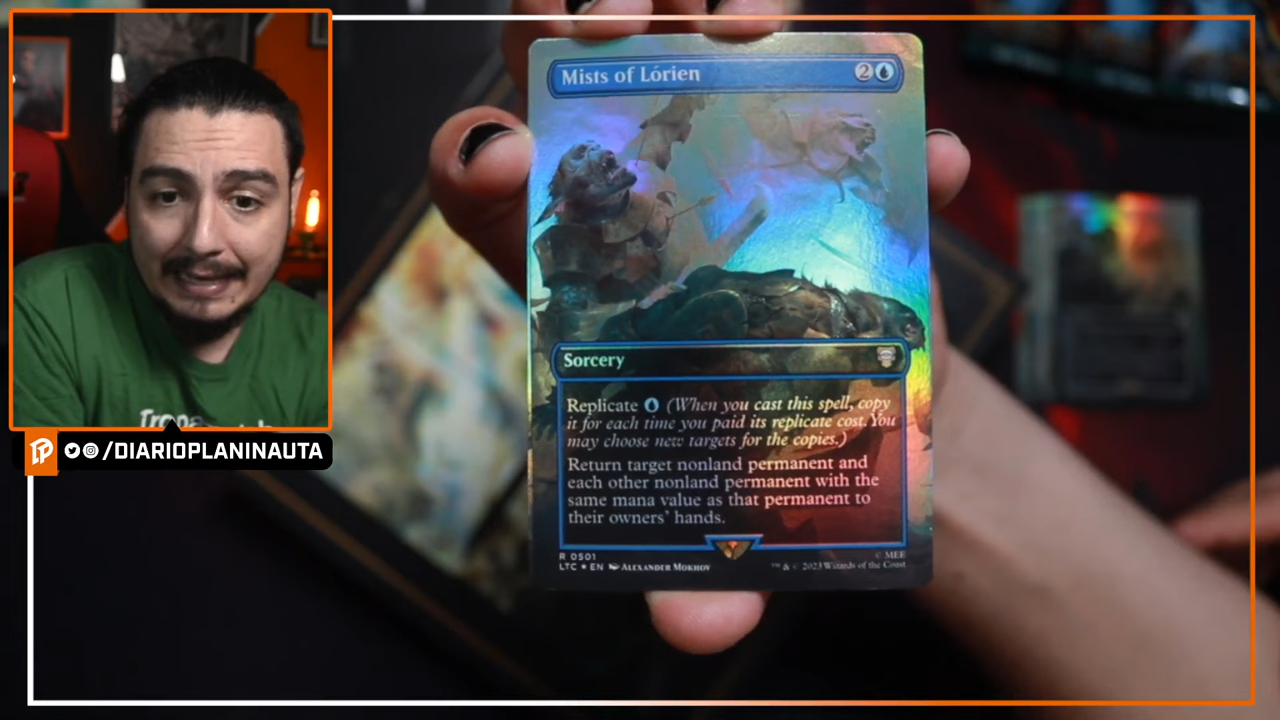 Mists of Lórien 2
Sorcery
Replicate (When you cast this spell, copy
it for each time you paid its replicate cost. You
may choose new targets for the copies.)
Return target nonland permanent and
each other nonland permanent with the
same mana value as that permanent to
their owners' hands.
R 0501
LTC ★ EN Alexander Mokhov
© MEE
™ & © 2023 Wizards of the Coast
/DIARIOPLANINAUTA